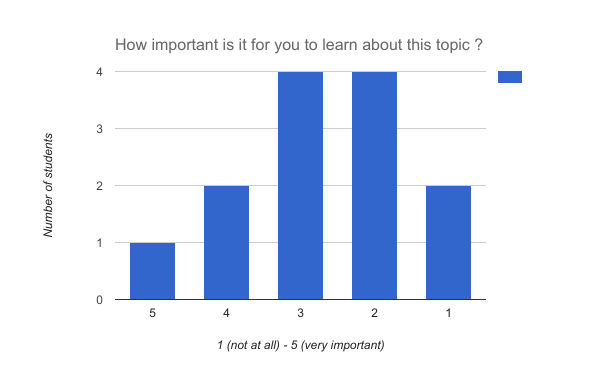 How important is it for you to learn about this topic ?
4
3
2
1
0
Number of students
5 4 3 2 1
1 (not at all) - 5 (very important)